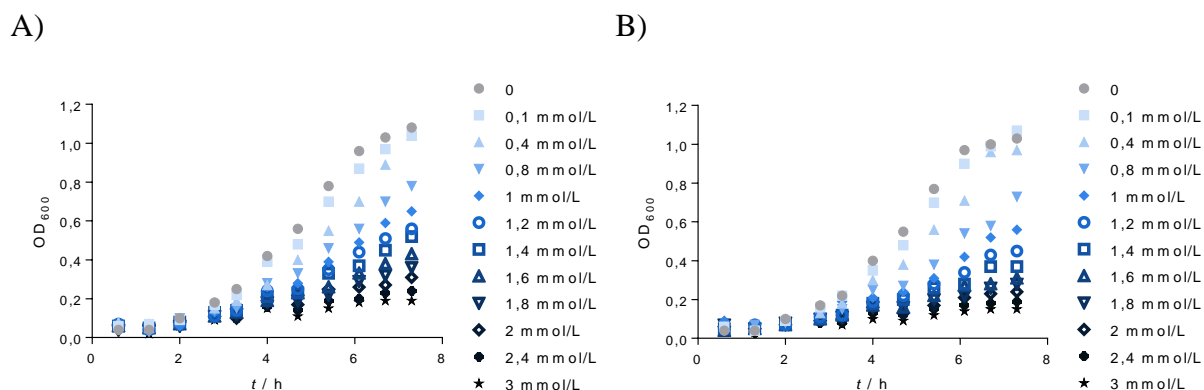 A)
B)
OD600
1,2
1,0
0,8
0,6
0,4
0,2
0,0
0 2 4 6 8
t / h
0
0,1 mmol/L
0,4 mmol/L
0,8 mmol/L
1 mmol/L
1,2 mmol/L
1,4 mmol/L
1,6 mmol/L
1,8 mmol/L
2 mmol/L
2,4 mmol/L
3 mmol/L
OD600
1,2
1,0
0,8
0,6
0,4
0,2
0,0
0 2 4 6 8
t / h
0
0,1 mmol/L
0,4 mmol/L
0,8 mmol/L
1 mmol/L
1,2 mmol/L
1,4 mmol/L
1,6 mmol/L
1,8 mmol/L
2 mmol/L
2,4 mmol/L
3 mmol/L